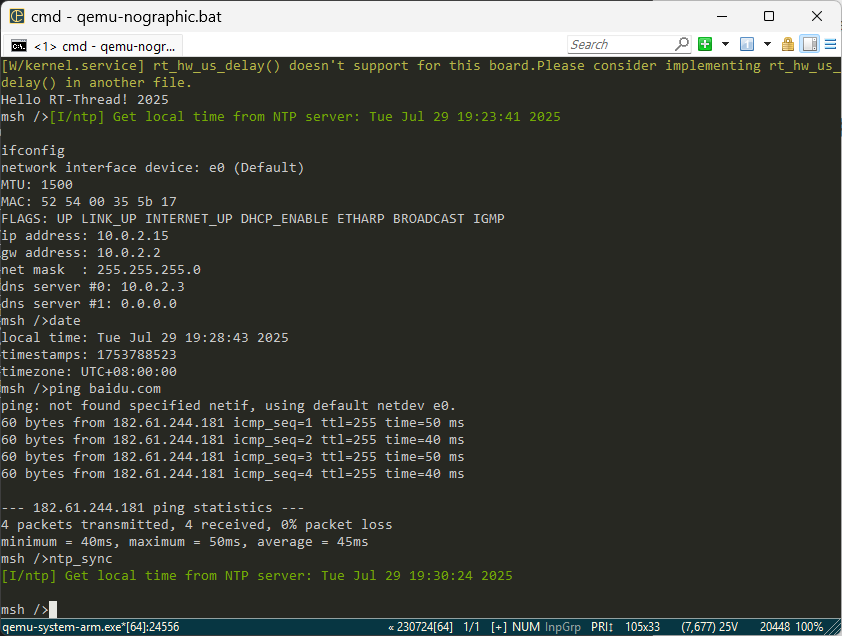 cmd - qemu-nographic.bat
<1> cmd - qemu-nogr...
Search
[W/kernel.service] rt_hw_us_delay() doesn't support for this board.Please consider implementing rt_hw_us_
delay() in another file.
Hello RT-Thread! 2025
msh />[I/ntp] Get local time from NTP server: Tue Jul 29 19:23:41 2025
ifconfig
network interface device: e0 (Default)
MTU: 1500
MAC: 52 54 00 35 5b 17
FLAGS: UP LINK_UP INTERNET_UP DHCP_ENABLE ETHARP BROADCAST IGMP
ip address: 10.0.2.15
gw address: 10.0.2.2
net mask  : 255.255.255.0
dns server #0: 10.0.2.3
dns server #1: 0.0.0.0
msh />date
local time: Tue Jul 29 19:28:43 2025
timestamps: 1753788523
timezone: UTC+08:00:00
msh />ping baidu.com
ping: not found specified netif, using default netdev e0.
60 bytes from 182.61.244.181 icmp_seq=1 ttl=255 time=50 ms
60 bytes from 182.61.244.181 icmp_seq=2 ttl=255 time=40 ms
60 bytes from 182.61.244.181 icmp_seq=3 ttl=255 time=50 ms
60 bytes from 182.61.244.181 icmp_seq=4 ttl=255 time=40 ms
--- 182.61.244.181 ping statistics ---
4 packets transmitted, 4 received, 0% packet loss
minimum = 40ms, maximum = 50ms, average = 45ms
msh />ntp_sync
[I/ntp] Get local time from NTP server: Tue Jul 29 19:30:24 2025
msh />
qemu-system-arm.exe*[64]:24556 « 230724[64] 1/1 [+] NUM InpGrp PRI↕ 105x33 (7,677) 25V 20448 100%